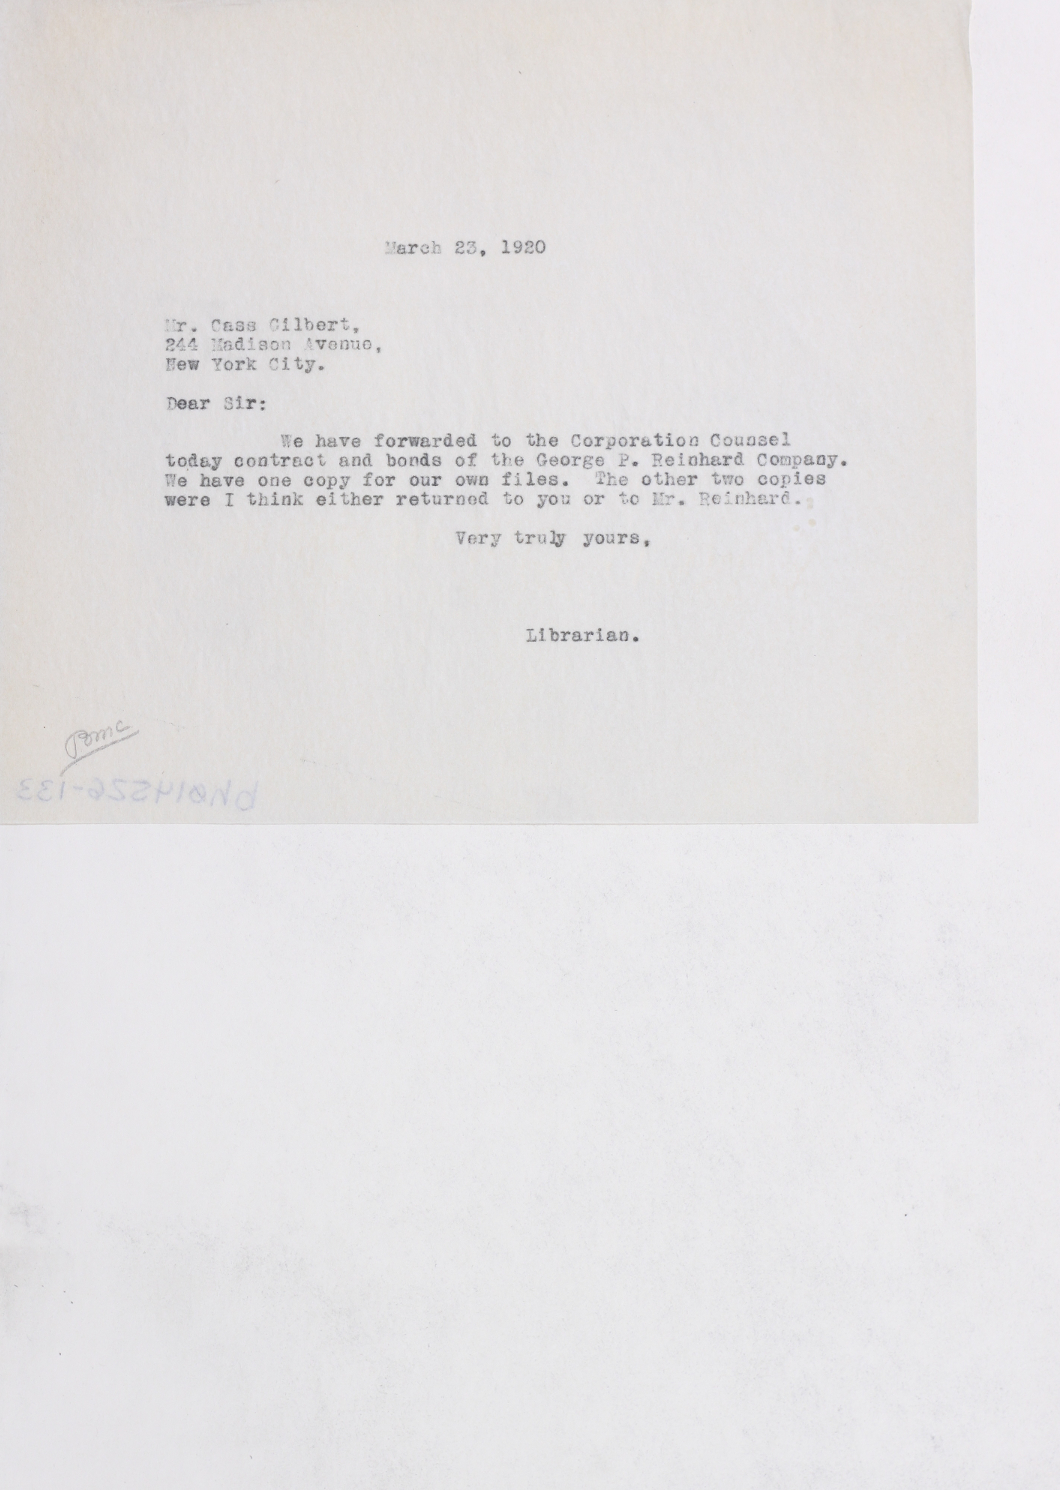 March 23, 1920
Mr. Cass Gilbert,
244 Madison Avenue,
New York City.
Dear Sir:
We have forwarded to the Corporation Counsel
today contract and bonds of the George P. Reinhard Company.
We have one copy for our own files. The other two copies
were I think either returned to you or to Mr. Reinhard.
Very truly yours,
Librarian.